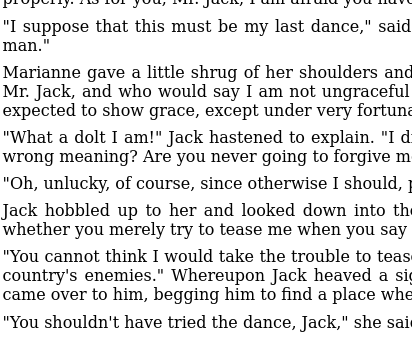 properly. As for you, Mr. Jack, I am afraid you have
"I suppose that this must be my last dance," said
man."
Marianne gave a little shrug of her shoulders and
Mr. Jack, and who would say I am not ungraceful
expected to show grace, except under very fortuna
"What a dolt I am!" Jack hastened to explain. "I di
wrong meaning? Are you never going to forgive m
"Oh, unlucky, of course, since otherwise I should, p
Jack hobbled up to her and looked down into the
whether you merely try to tease me when you say
"You cannot think I would take the trouble to teas
country's enemies." Whereupon Jack heaved a sig
came over to him, begging him to find a place whe
"You shouldn't have tried the dance, Jack," she sai